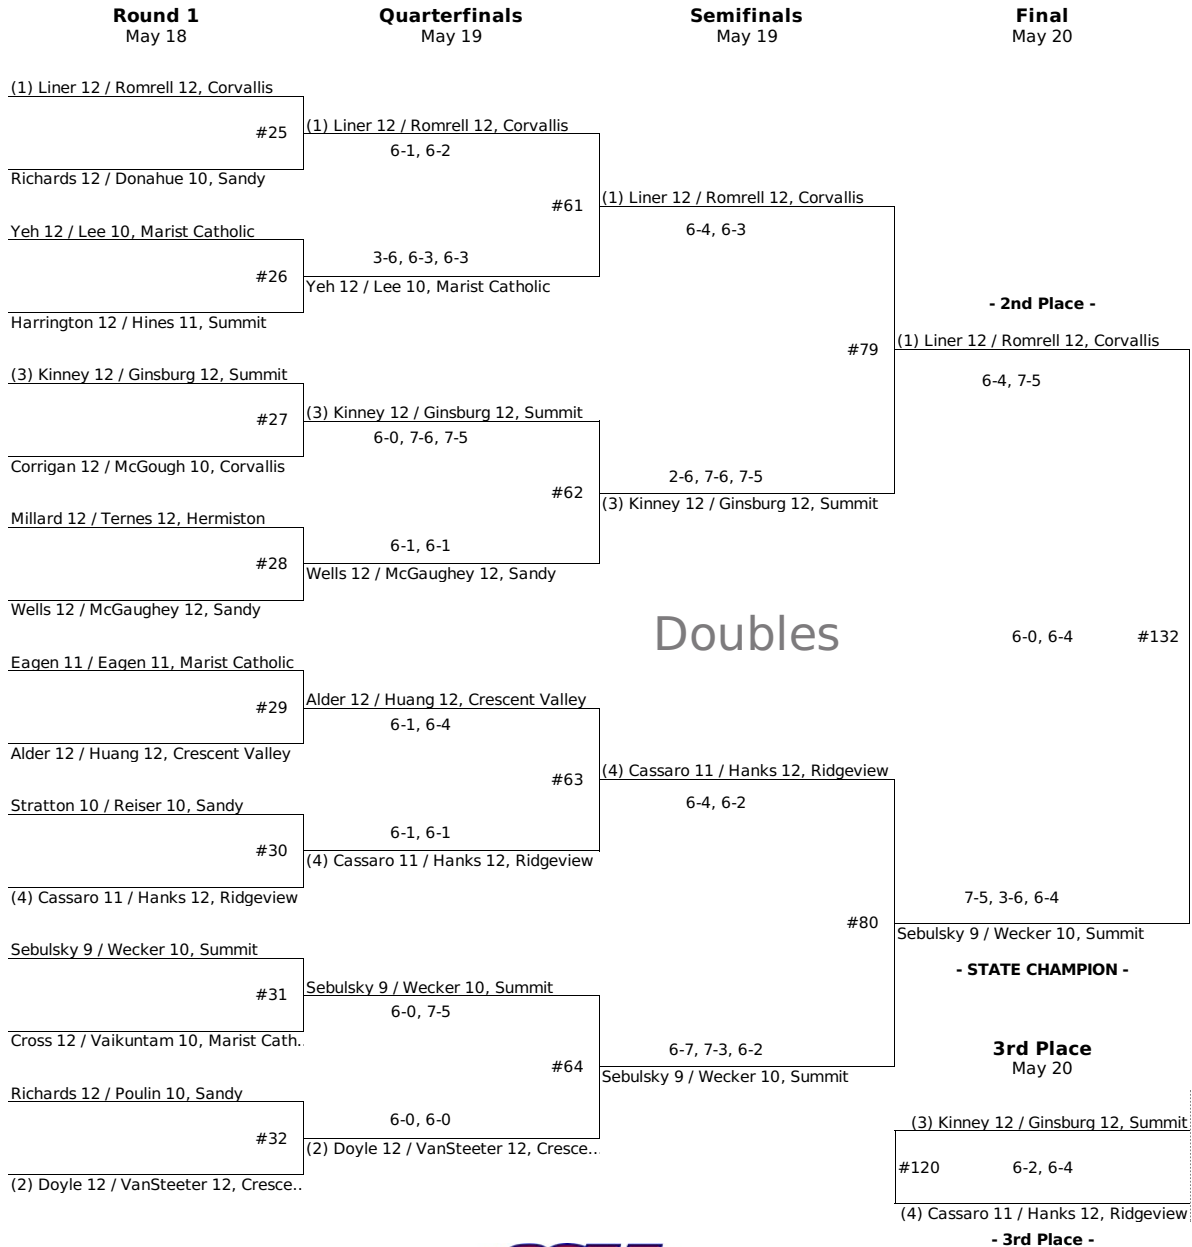 Round 1
May 18
Quarterfinals
May 19
Semifinals
May 19
Final
May 20
(1) Liner 12 / Romrell 12, Corvallis
#25
Richards 12 / Donahue 10, Sandy
Yeh 12 / Lee 10, Marist Catholic
#26
Harrington 12 / Hines 11, Summit
(3) Kinney 12 / Ginsburg 12, Summit
#27
Corrigan 12 / McGough 10, Corvallis
Millard 12 / Ternes 12, Hermiston
#28
Wells 12 / McGaughey 12, Sandy
Eagen 11 / Eagen 11, Marist Catholic
#29
Alder 12 / Huang 12, Crescent Valley
Stratton 10 / Reiser 10, Sandy
#30
(4) Cassaro 11 / Hanks 12, Ridgeview
Sebulsky 9 / Wecker 10, Summit
#31
Cross 12 / Vaikuntam 10, Marist Cath..
Richards 12 / Poulin 10, Sandy
#32
(2) Doyle 12 / VanSteeter 12, Cresce..
(1) Liner 12 / Romrell 12, Corvallis
6-1, 6-2
#61
3-6, 6-3, 6-3
Yeh 12 / Lee 10, Marist Catholic
(3) Kinney 12 / Ginsburg 12, Summit
6-0, 7-6, 7-5
#62
6-1, 6-1
Wells 12 / McGaughey 12, Sandy
Alder 12 / Huang 12, Crescent Valley
6-1, 6-4
#63
6-1, 6-1
(4) Cassaro 11 / Hanks 12, Ridgeview
Sebulsky 9 / Wecker 10, Summit
6-0, 7-5
#64
6-0, 6-0
(2) Doyle 12 / VanSteeter 12, Cresce..
(1) Liner 12 / Romrell 12, Corvallis
6-4, 6-3
#79
2-6, 7-6, 7-5
(3) Kinney 12 / Ginsburg 12, Summit
Doubles
(4) Cassaro 11 / Hanks 12, Ridgeview
6-4, 6-2
#80
6-7, 7-3, 6-2
Sebulsky 9 / Wecker 10, Summit
- 2nd Place -
(1) Liner 12 / Romrell 12, Corvallis
6-4, 7-5
6-0, 6-4
#132
7-5, 3-6, 6-4
Sebulsky 9 / Wecker 10, Summit
- STATE CHAMPION -
3rd Place
May 20
(3) Kinney 12 / Ginsburg 12, Summit
#120
6-2, 6-4
(4) Cassaro 11 / Hanks 12, Ridgeview
- 3rd Place -